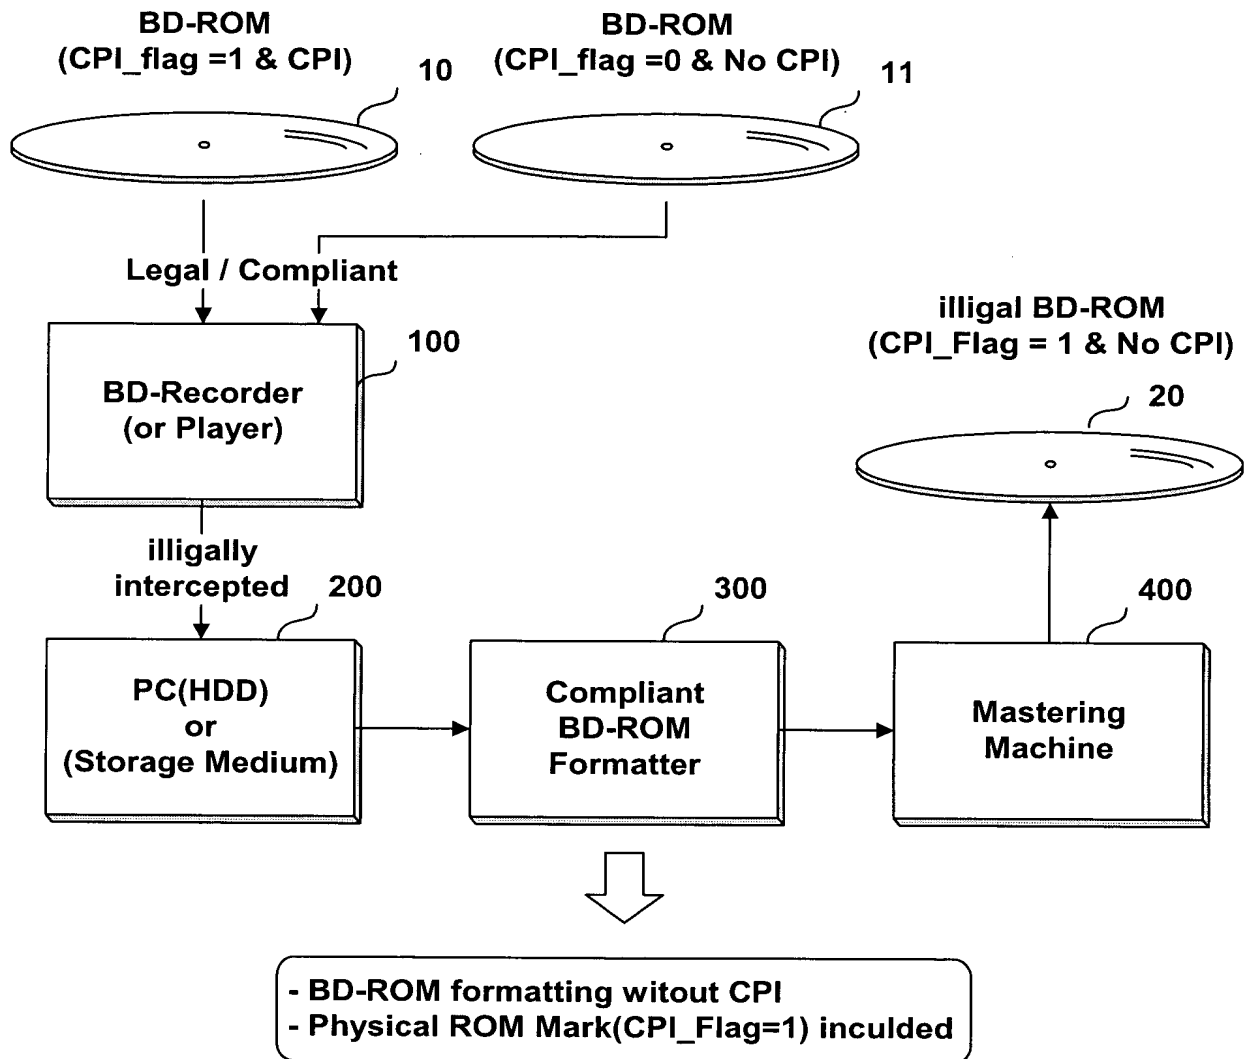 BD-ROM
(CPI_flag =1 & CPI)
10
BD-ROM
(CPI_flag =0 & No CPI)
11
Legal / Compliant
100
BD-Recorder
(or Player)
illigal BD-ROM
(CPI_Flag = 1 & No CPI)
20
illigally
intercepted
200
PC(HDD)
or
(Storage Medium)
300
Compliant
BD-ROM
Formatter
400
Mastering
Machine
- BD-ROM formatting witout CPI
- Physical ROM Mark(CPI_Flag=1) inculded